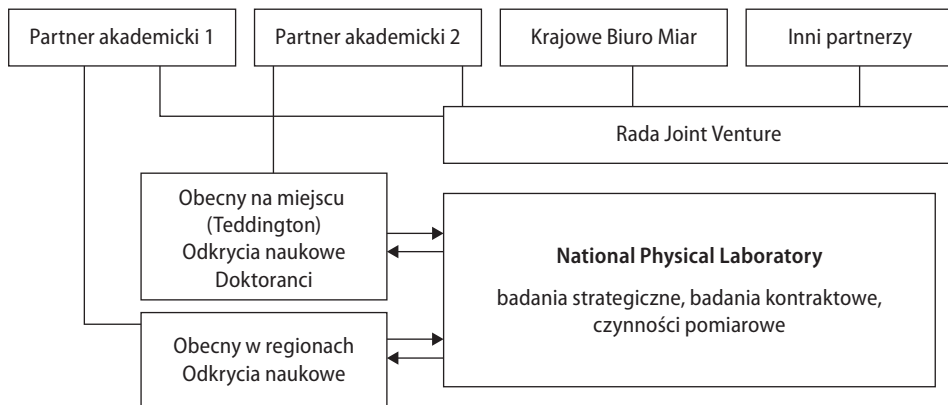 Partner akademicki 1
Partner akademicki 2
Krajowe Biuro Miar
Inni partnerzy
Rada Joint Venture
Obecny na miejscu
(Teddington)
Odkrycia naukowe
Doktoranci
National Physical Laboratory
badania strategiczne, badania kontraktowe,
czynności pomiarowe
Obecny w regionach
Odkrycia naukowe